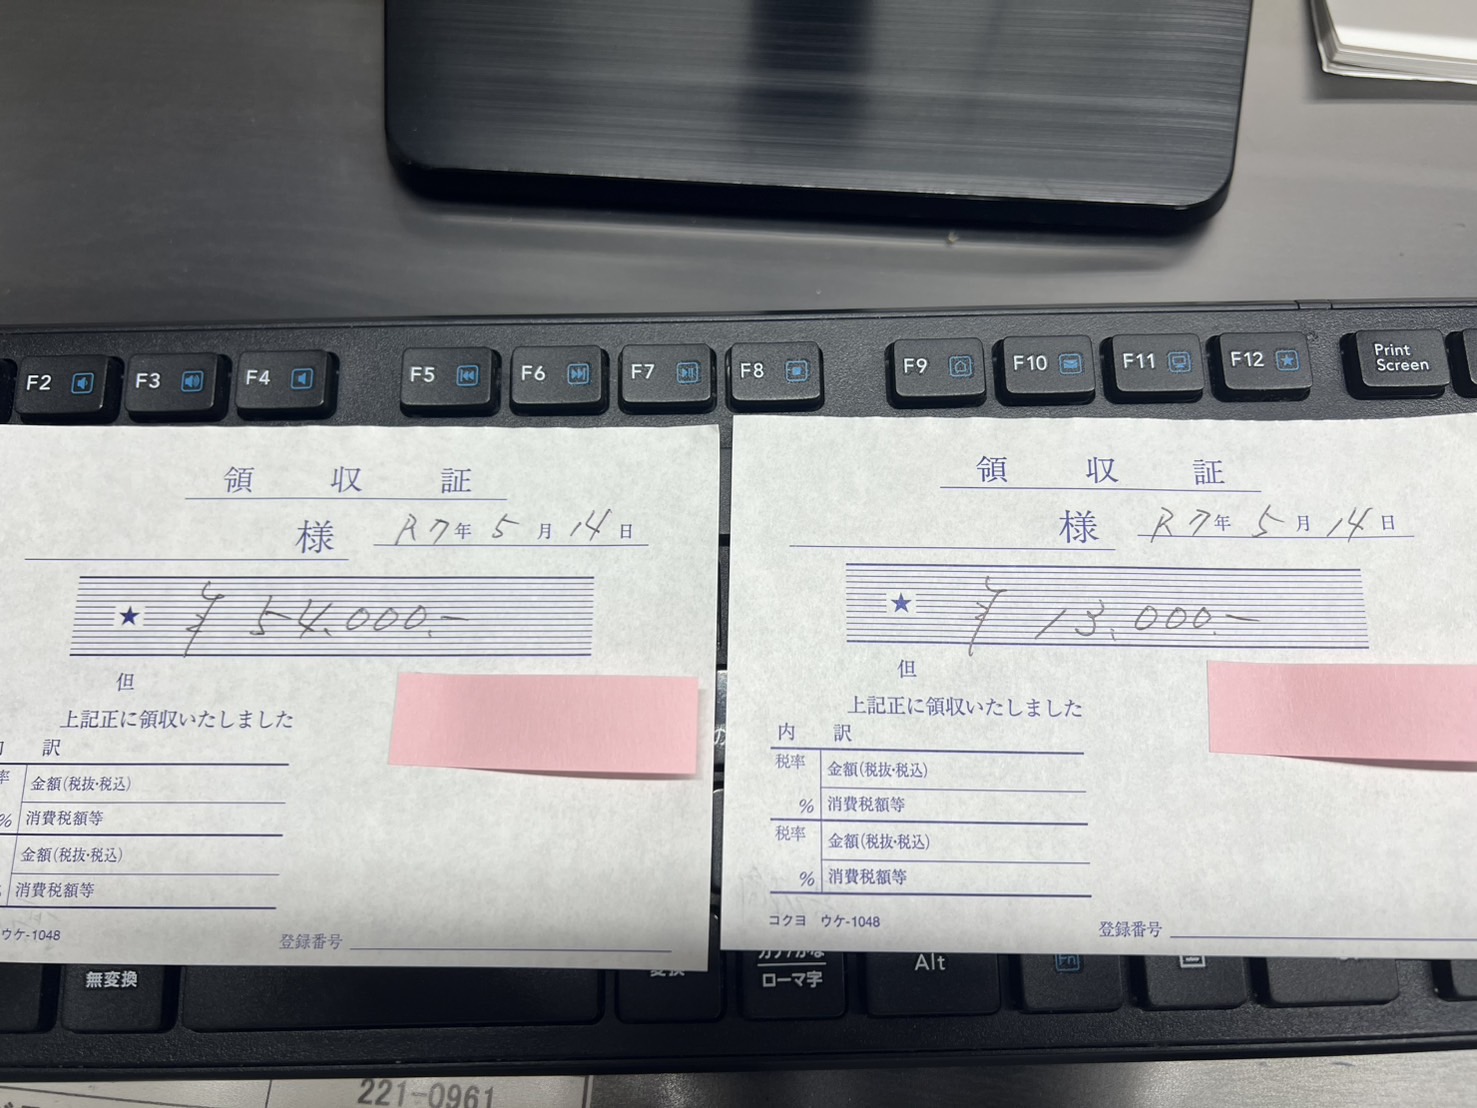 F2 F3 F4 F5 F6 F7 F8 F9 F10 F11 F12 Print Screen
領 収 証
様 R7年 5月 14日
★ ¥ 54,000.-
但
上記正に領収いたしました
訳
金額(税抜・税込)
% 消費税額等
金額(税抜・税込)
消費税額等
ウケ-1048
登録番号
領 収 証
様 R7年 5月 14日
★ ¥ 13,000.-
但
上記正に領収いたしました
内 訳
税率 金額(税抜・税込)
% 消費税額等
税率 金額(税抜・税込)
% 消費税額等
コクヨ ウケ-1048
登録番号
無変換 変換 ローマ字 Alt Fn
221-0961